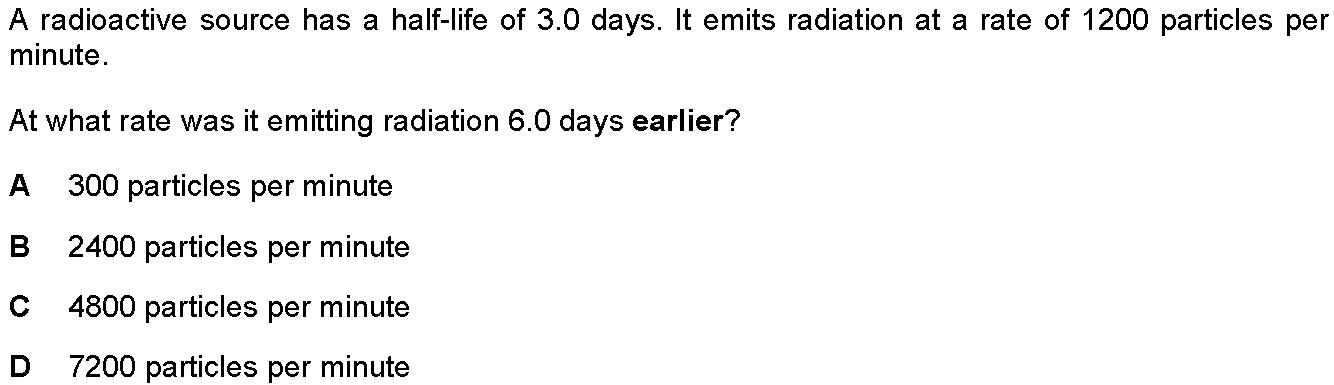 A radioactive source has a half-life of 3.0 days. It emits radiation at a rate of 1200 particles per
minute.
At what rate was it emitting radiation 6.0 days earlier?
A 300 particles per minute
B 2400 particles per minute
C 4800 particles per minute
D 7200 particles per minute